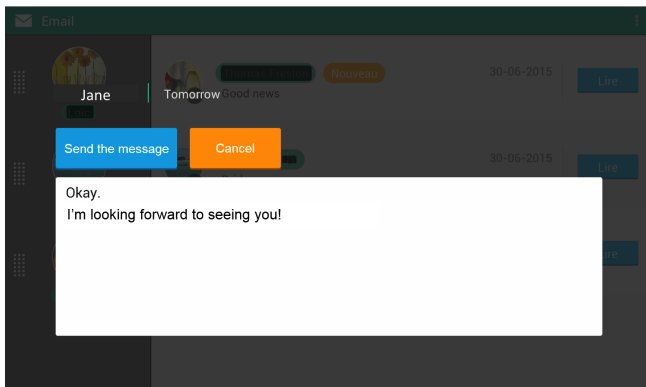 Email
Nouveau
30-06-2015
Lire
Jane
Tomorrow
Good news
Send the message
Cancel
30-06-2015
Lire
Okay.
I'm looking forward to seeing you!